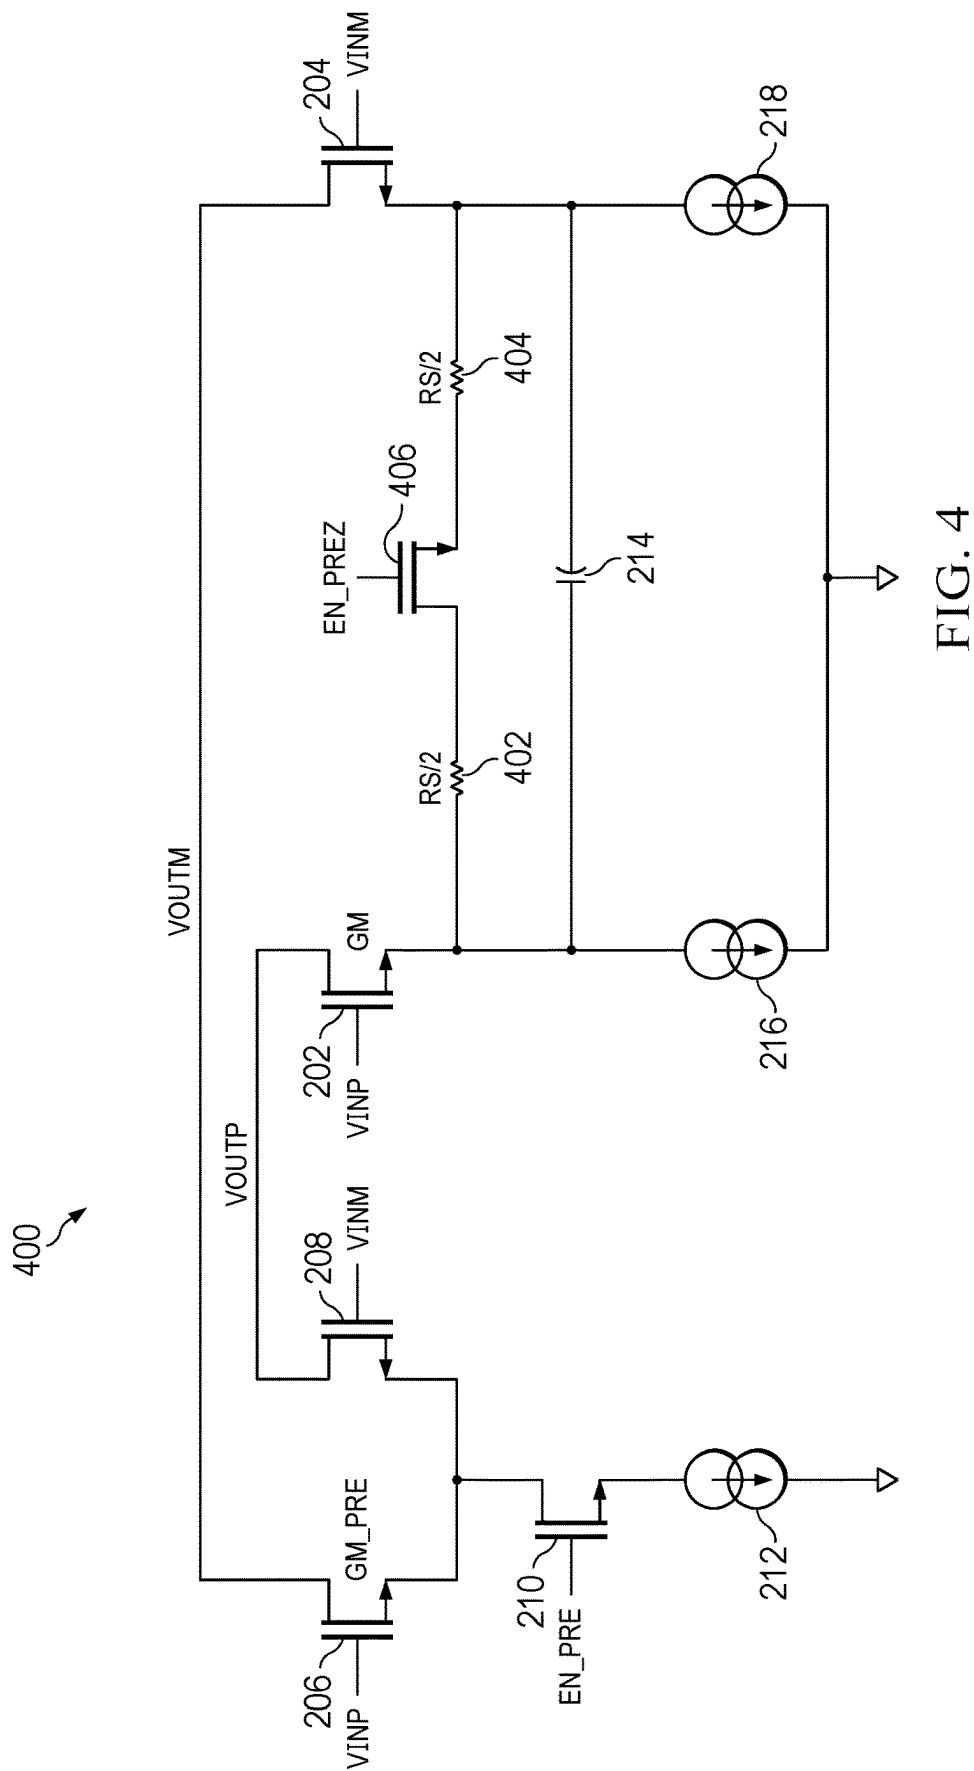 400
VOUTM
VOUTP
206
VINP
GM_PRE
208
VINM
202
VINP
GM
EN_PREZ
406
204
VINM
RS/2
402
RS/2
404
210
EN_PRE
214
212
216
218
FIG. 4